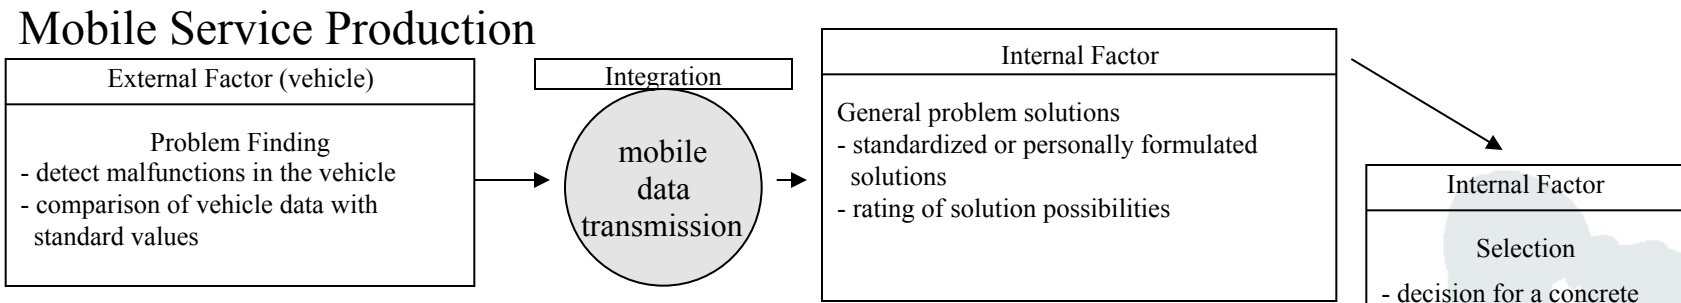 Mobile Service Production
External Factor (vehicle)
Problem Finding
- detect malfunctions in the vehicle
- comparison of vehicle data with
standard values
Integration
mobile
data
transmission
Internal Factor
General problem solutions
- standardized or personally formulated
solutions
- rating of solution possibilities
Internal Factor
Selection
- decision for a concrete